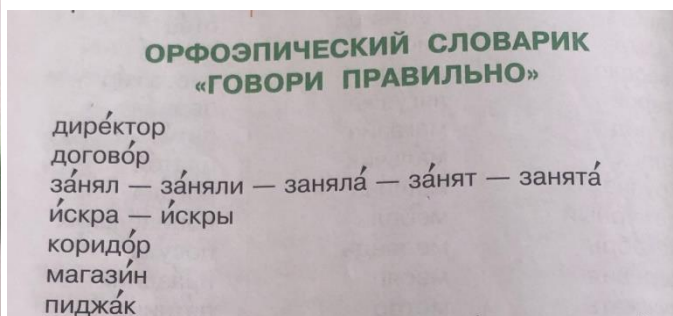 ОРФОЭПИЧЕСКИЙ СЛОВАРИК
«ГОВОРИ ПРАВИЛЬНО»
дире́ктор
догово́р
за́нял — за́няли — заняла́ — за́нят — занята́
и́скра — и́скры
коридо́р
магази́н
пиджа́к